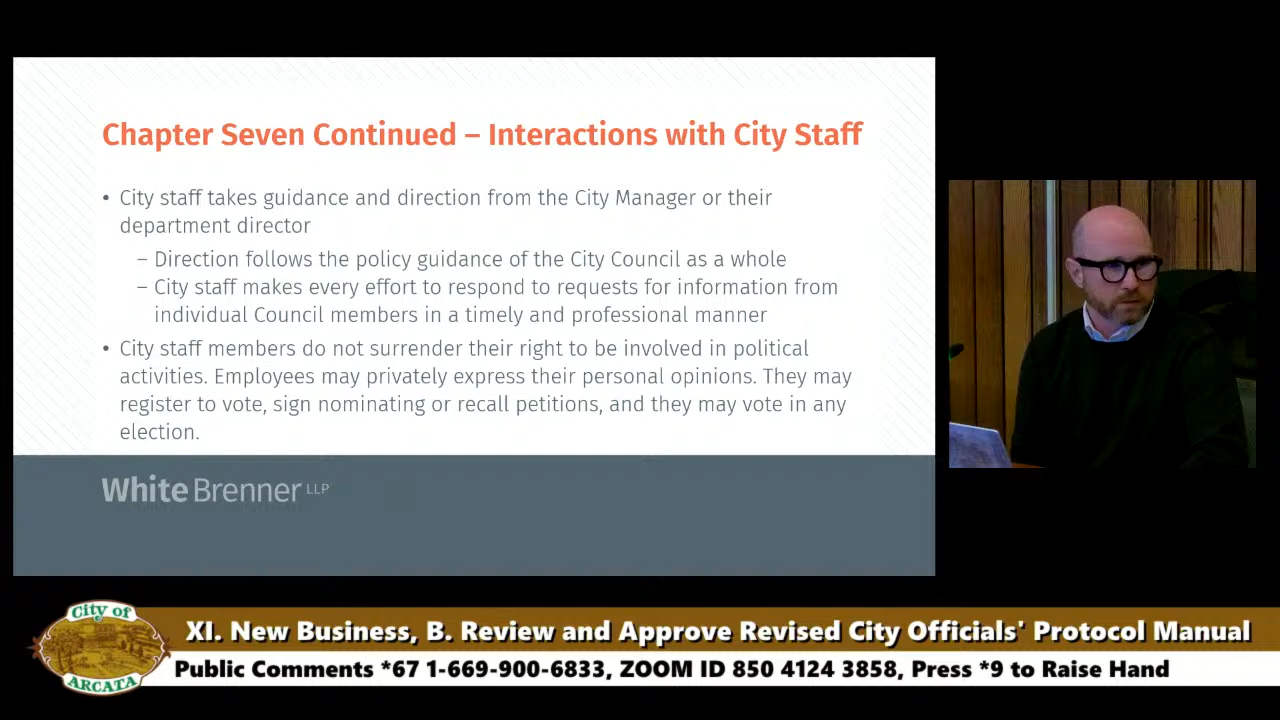 Chapter Seven Continued – Interactions with City Staff
• City staff takes guidance and direction from the City Manager or their
department director
– Direction follows the policy guidance of the City Council as a whole
– City staff makes every effort to respond to requests for information from
individual Council members in a timely and professional manner
• City staff members do not surrender their right to be involved in political
activities. Employees may privately express their personal opinions. They may
register to vote, sign nominating or recall petitions, and they may vote in any
election.
WhiteBrenner LLP
City of
ARCATA
XI. New Business, B. Review and Approve Revised City Officials' Protocol Manual
Public Comments *67 1-669-900-6833, ZOOM ID 850 4124 3858, Press *9 to Raise Hand